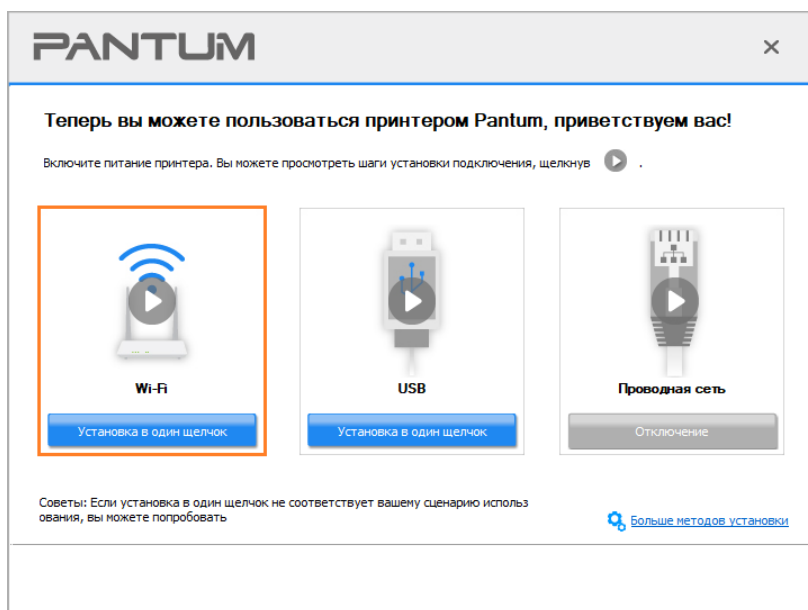 PANTUM
Теперь вы можете пользоваться принтером Pantum, приветствуем вас!
Включите питание принтера. Вы можете просмотреть шаги установки подключения, щелкнув .
Wi-Fi
Установка в один щелчок
USB
Установка в один щелчок
Проводная сеть
Отключение
Советы: Если установка в один щелчок не соответствует вашему сценарию использ
ования, вы можете попробовать
Больше методов установки